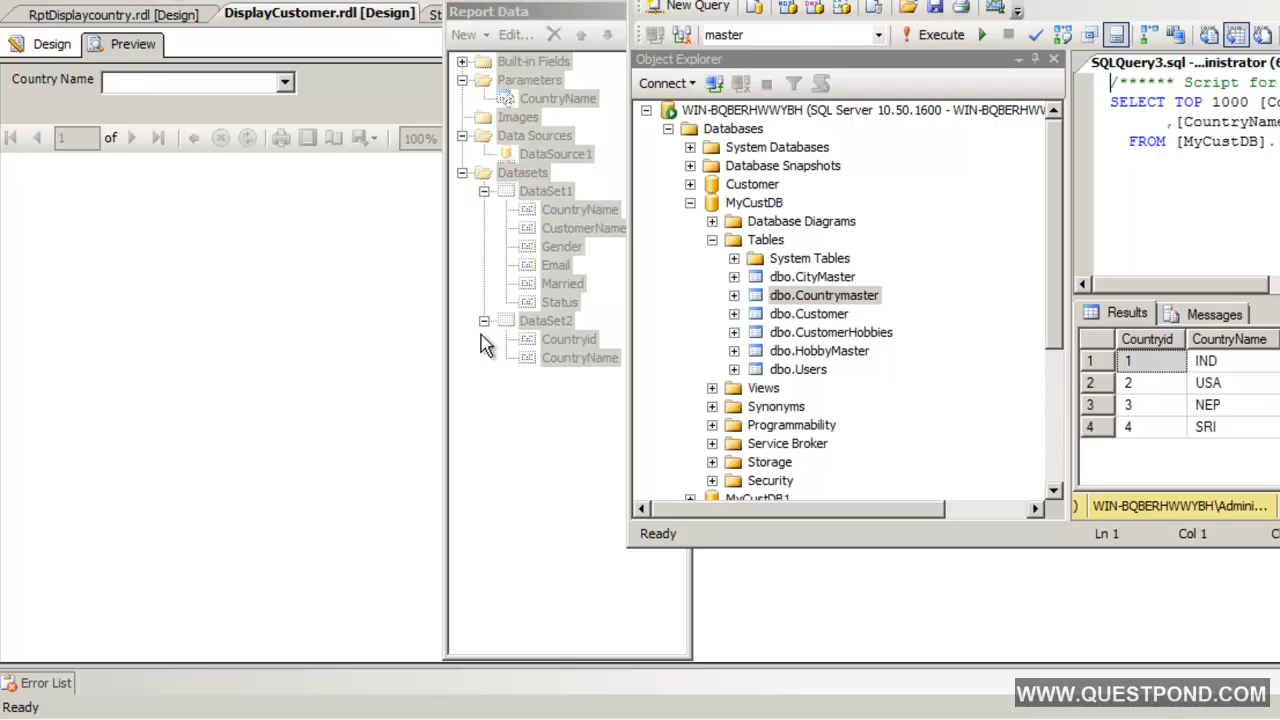 RptDisplaycountry.rdl [Design]
DisplayCustomer.rdl [Design]
St
Design
Preview
Country Name
1
of
100%
Report Data
New
Edit...
Built-in Fields
Parameters
CountryName
Images
Data Sources
DataSource1
Datasets
DataSet1
CountryName
CustomerName
Gender
Email
Married
Status
DataSet2
Countryid
CountryName
New Query
master
Execute
Object Explorer
Connect
WIN-BQBERHWWYBH (SQL Server 10.50.1600 - WIN-BQBERHWW
Databases
System Databases
Database Snapshots
Customer
MyCustDB
Database Diagrams
Tables
System Tables
dbo.CityMaster
dbo.Countrymaster
dbo.Customer
dbo.CustomerHobbies
dbo.HobbyMaster
dbo.Users
Views
Synonyms
Programmability
Service Broker
Storage
Security
MyCustDB1
Ready
SQLQuery3.sql -...inistrator (6
/****** Script for
SELECT TOP 1000 [Co
,[CountryName
FROM [MyCustDB].
Results
Messages
Countryid CountryName
1 1 IND
2 2 USA
3 3 NEP
4 4 SRI
) WIN-BQBERHWWYBH\Admini...
Ln 1 Col 1 C
Error List
Ready
WWW.QUESTPOND.COM